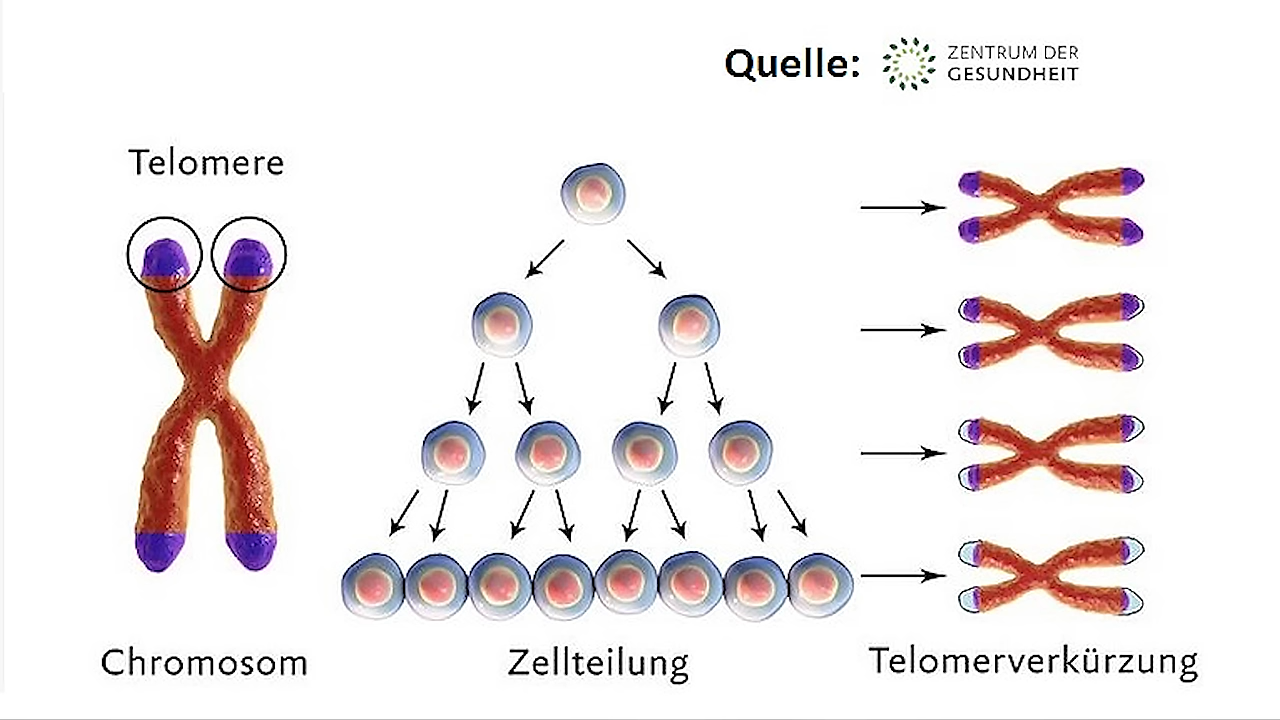 Quelle:
ZENTRUM DER
GESUNDHEIT
Telomere
Chromosom
Zellteilung
Telomerverkürzung